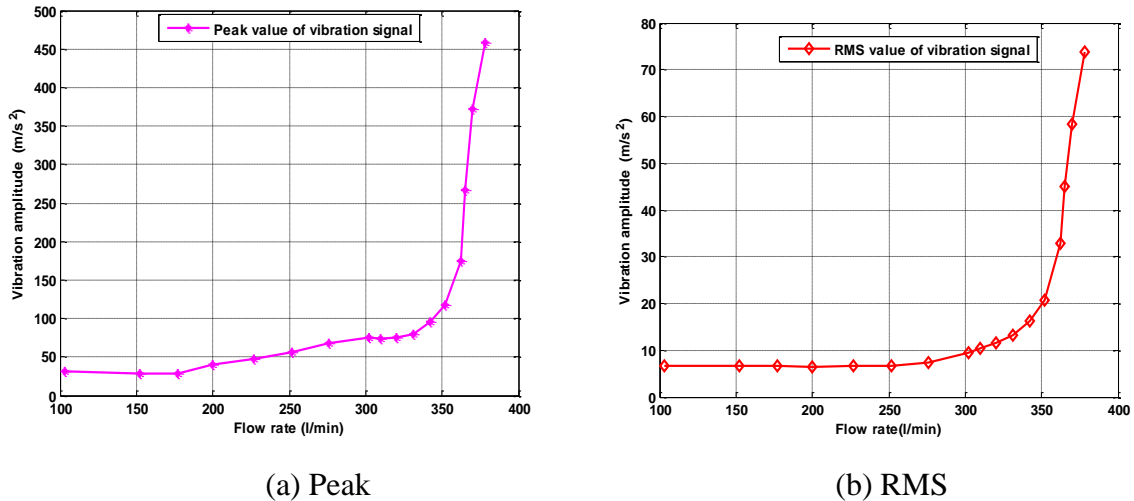 Peak value of vibration signal
500
450
400
350
300
250
200
150
100
50
0
Vibration amplitude (m/s 2)
100 150 200 250 300 350 400
Flow rate (l/min)
(a) Peak
RMS value of vibration signal
80
70
60
50
40
30
20
10
0
Vibration amplitude (m/s 2)
100 150 200 250 300 350 400
Flow rate(l/min)
(b) RMS